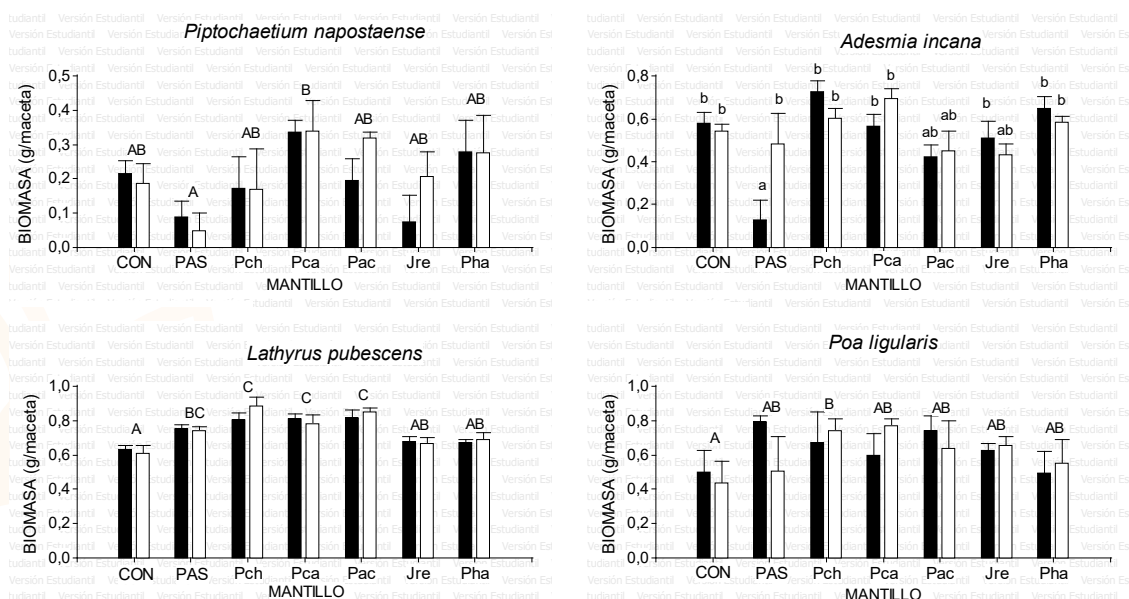 Piptochaetium napostaense
BIOMASA (g/maceta)
0,5
0,4
0,3
0,2
0,1
0,0
AB
A
AB
B
AB
AB
AB
CON PAS Pch Pca Pac Jre Pha
MANTILLO
Adesmia incana
BIOMASA (g/maceta)
0,8
0,6
0,4
0,2
0,0
b b
a b
b b
b b
ab ab
b ab
b b
CON PAS Pch Pca Pac Jre Pha
MANTILLO
Lathyrus pubescens
BIOMASA (g/maceta)
1,0
0,8
0,6
0,4
0,2
0,0
A
BC
C
C
C
AB
AB
CON PAS Pch Pca Pac Jre Pha
MANTILLO
Poa ligularis
BIOMASA (g/maceta)
1,0
0,8
0,6
0,4
0,2
0,0
A
AB
B
AB
AB
AB
AB
CON PAS Pch Pca Pac Jre Pha
MANTILLO
Versión Estudiantil